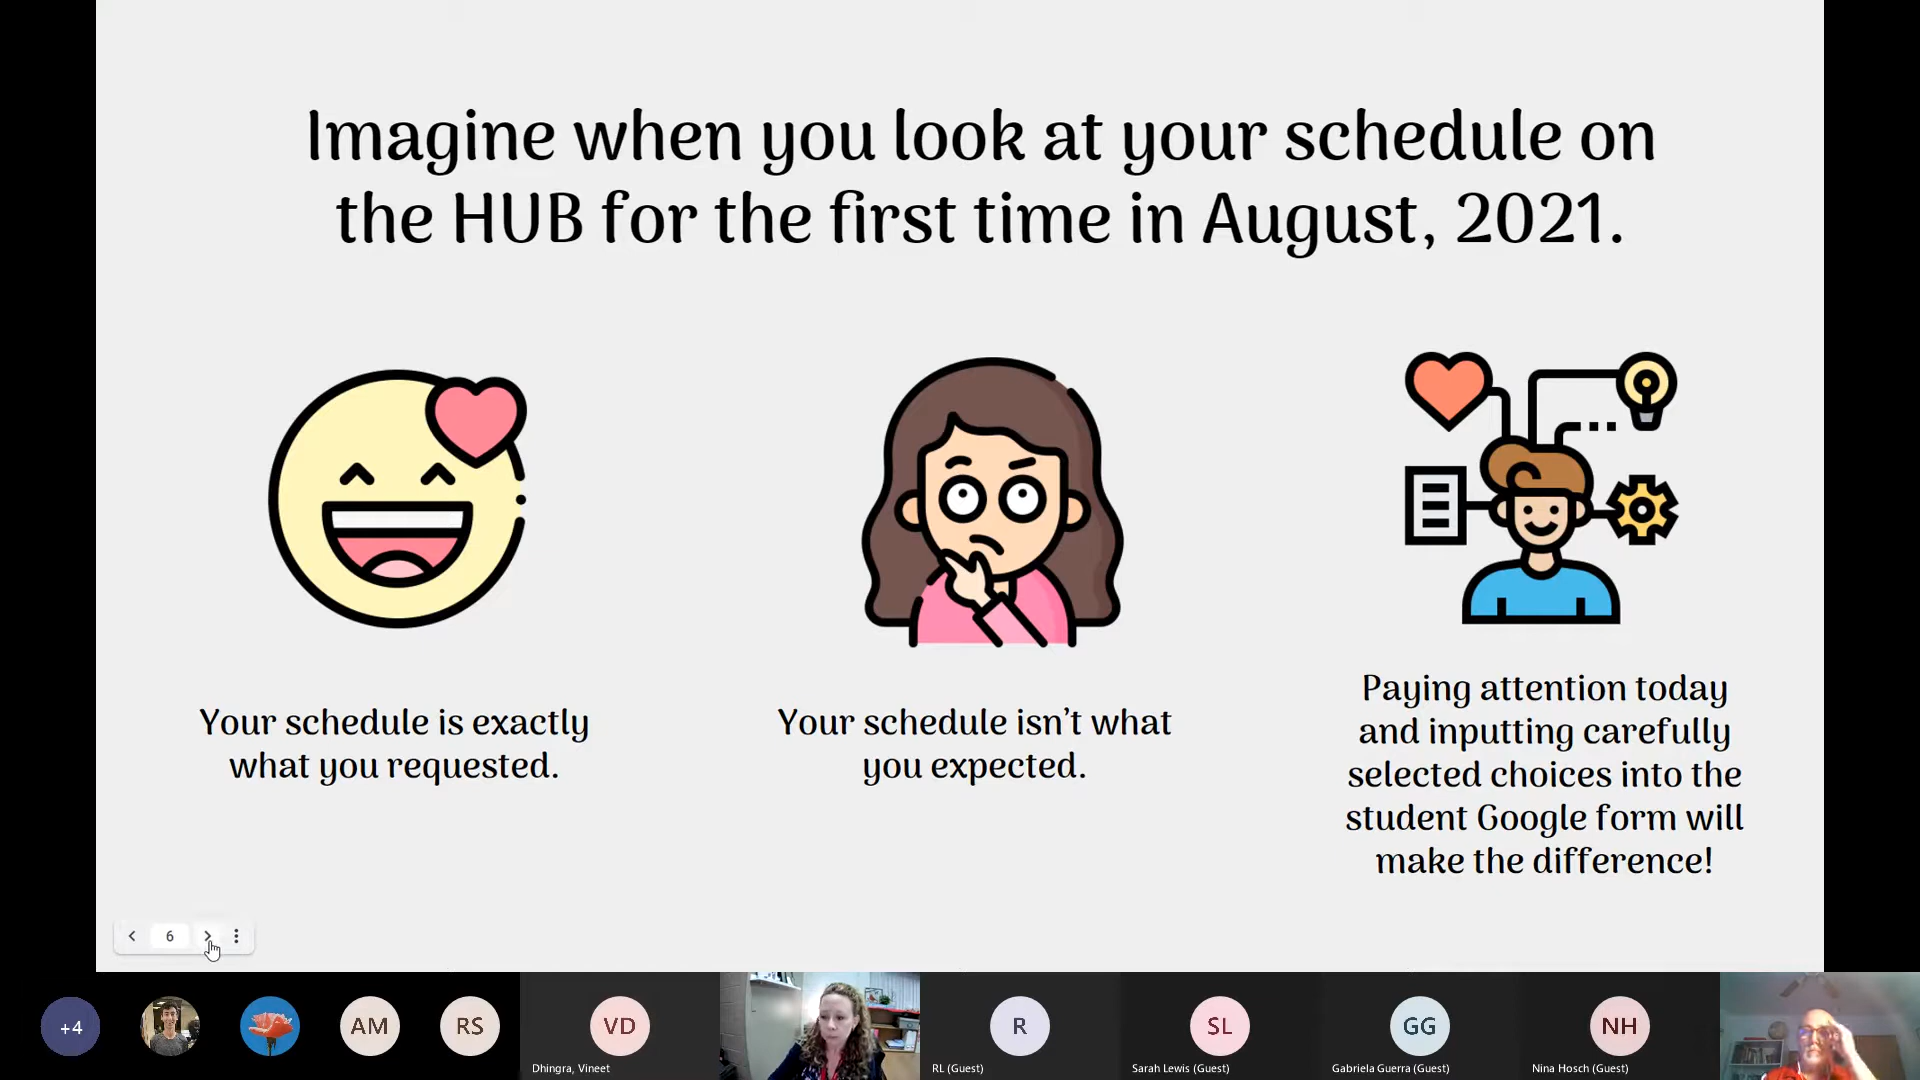 Imagine when you look at your schedule on
the HUB for the first time in August, 2021.
Your schedule is exactly
what you requested.
Your schedule isn't what
you expected.
Paying attention today
and inputting carefully
selected choices into the
student Google form will
make the difference!
6
+4
AM
RS
VD
Dhingra, Vineet
R
RL (Guest)
SL
Sarah Lewis (Guest)
GG
Gabriela Guerra (Guest)
NH
Nina Hosch (Guest)